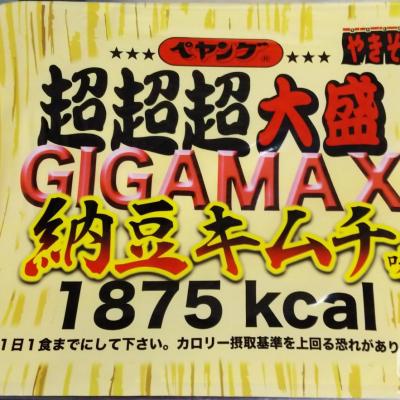 ペヤング
やきそ
超超超大盛
GIGAMAX
納豆キムチ味
1875 kcal
1日1食までにして下さい。カロリー摂取基準を上回る恐れがあり